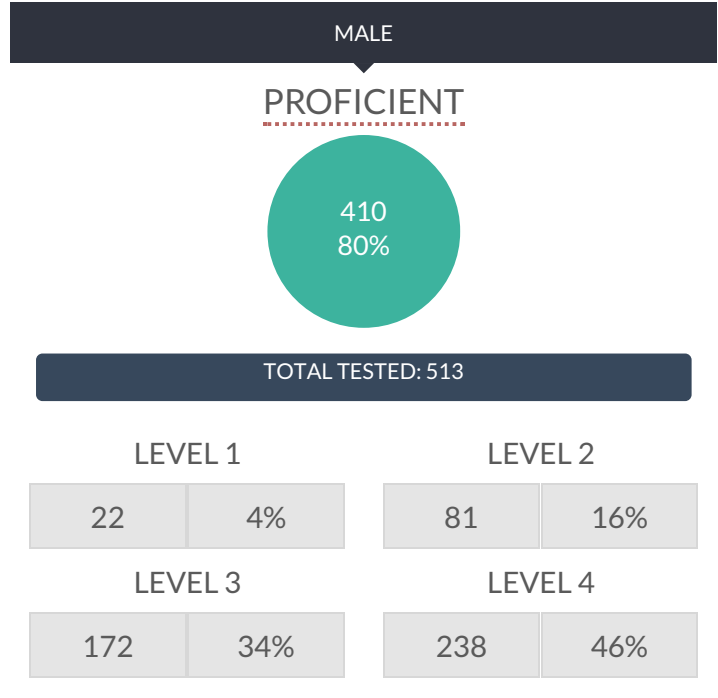 MALE
PROFICIENT
410
80%
TOTAL TESTED: 513
LEVEL 1
22 4%
LEVEL 2
81 16%
LEVEL 3
172 34%
LEVEL 4
238 46%